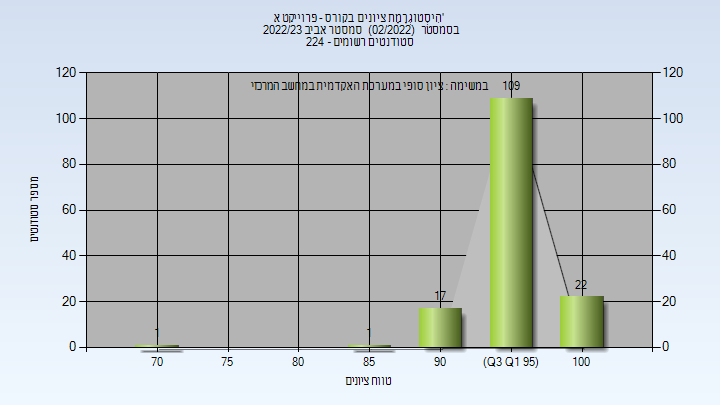 היסטוגרמת ציונים בקורס - פרוייקט א'
בסמסטר (02/2022) סמסטר אביב 2022/23
סטודנטים רשומים - 224
במשימה : ציון סופי במערכת האקדמית במחשב המרכזי
120 120
100 100
80 80
60 60
40 40
20 20
0 0
מספר סטודנטים
1 1 17 109 22
70 75 80 85 90 (Q3 Q1 95) 100
טווח ציונים